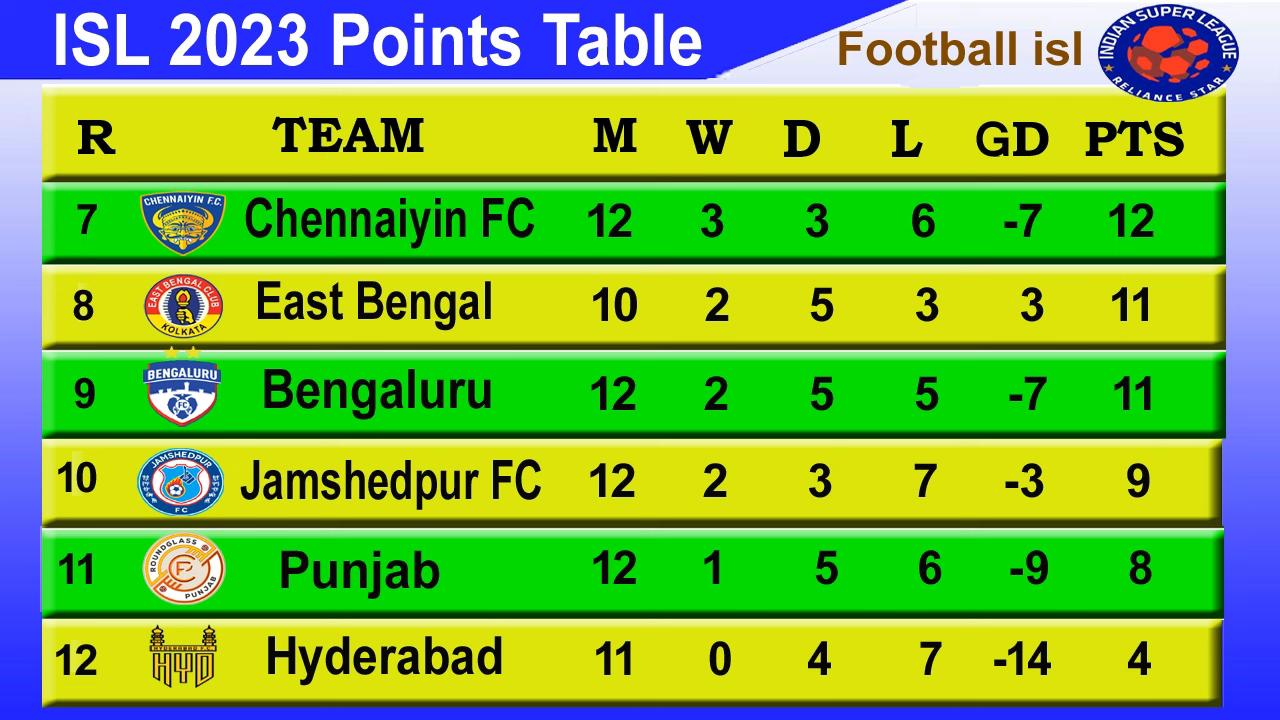 ISL 2023 Points Table
Football isl
INDIAN SUPER LEAGUE
RELIANCE STAR
R TEAM M W D L GD PTS
7 CHENNAIYIN F.C. Chennaiyin FC 12 3 3 6 -7 12
8 EAST BENGAL CLUB KOLKATA East Bengal 10 2 5 3 3 11
9 BENGALURU FC Bengaluru 12 2 5 5 -7 11
10 JAMSHEDPUR FC Jamshedpur FC 12 2 3 7 -3 9
11 ROUNDGLASS PUNJAB Punjab 12 1 5 6 -9 8
12 HYDERABAD F.C. HYD Hyderabad 11 0 4 7 -14 4